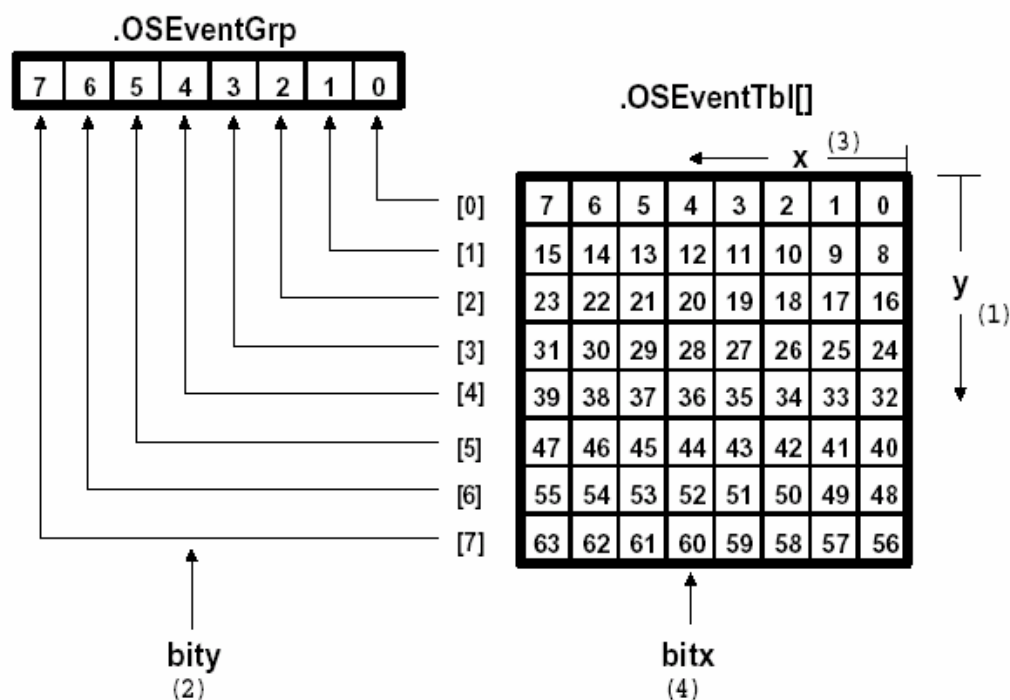 .OSEventGrp
7 6 5 4 3 2 1 0
.OSEventTbl[]
x (3)
[0] 7 6 5 4 3 2 1 0
[1] 15 14 13 12 11 10 9 8
[2] 23 22 21 20 19 18 17 16
y (1)
[3] 31 30 29 28 27 26 25 24
[4] 39 38 37 36 35 34 33 32
[5] 47 46 45 44 43 42 41 40
[6] 55 54 53 52 51 50 49 48
[7] 63 62 61 60 59 58 57 56
bity
(2)
bitx
(4)